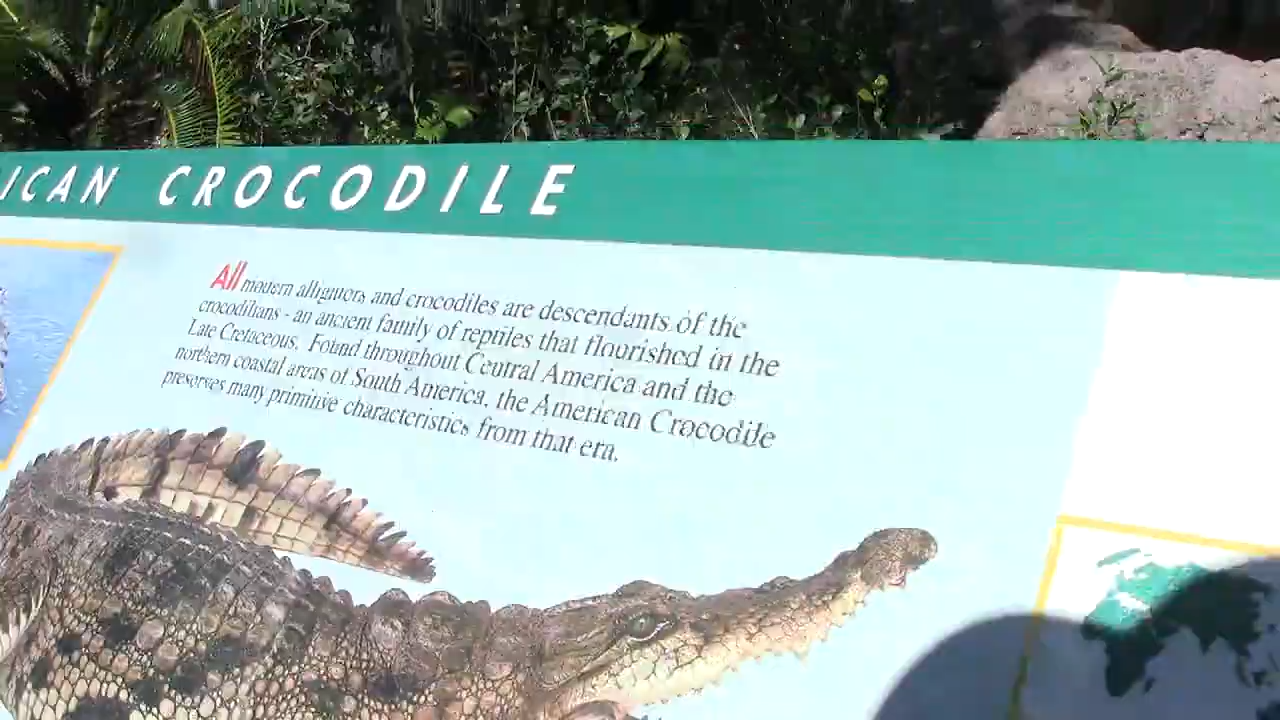 ICAN CROCODILE
All modern alligators and crocodiles are descendants of the
crocodilians - an ancient family of reptiles that flourished in the
Late Cretaceous. Found throughout Central America and the
northern coastal areas of South America, the American Crocodile
preserves many primitive characteristics from that era.